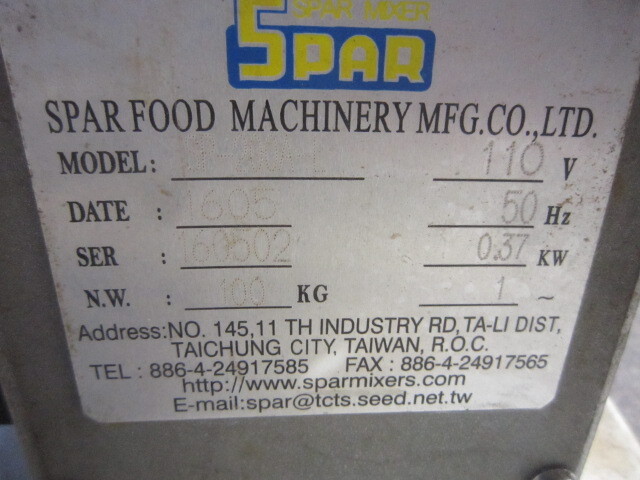 SPAR MIXER
SPAR
SPAR FOOD MACHINERY MFG.CO.,LTD.
MODEL: 110 V
DATE : 1605 50 Hz
SER : 160502 0.37 KW
N.W. : 100 KG 1 ~
Address:NO. 145,11 TH INDUSTRY RD,TA-LI DIST,
TAICHUNG CITY, TAIWAN, R.O.C.
TEL : 886-4-24917585 FAX : 886-4-24917565
http://www.sparmixers.com
E-mail:spar@tcts.seed.net.tw